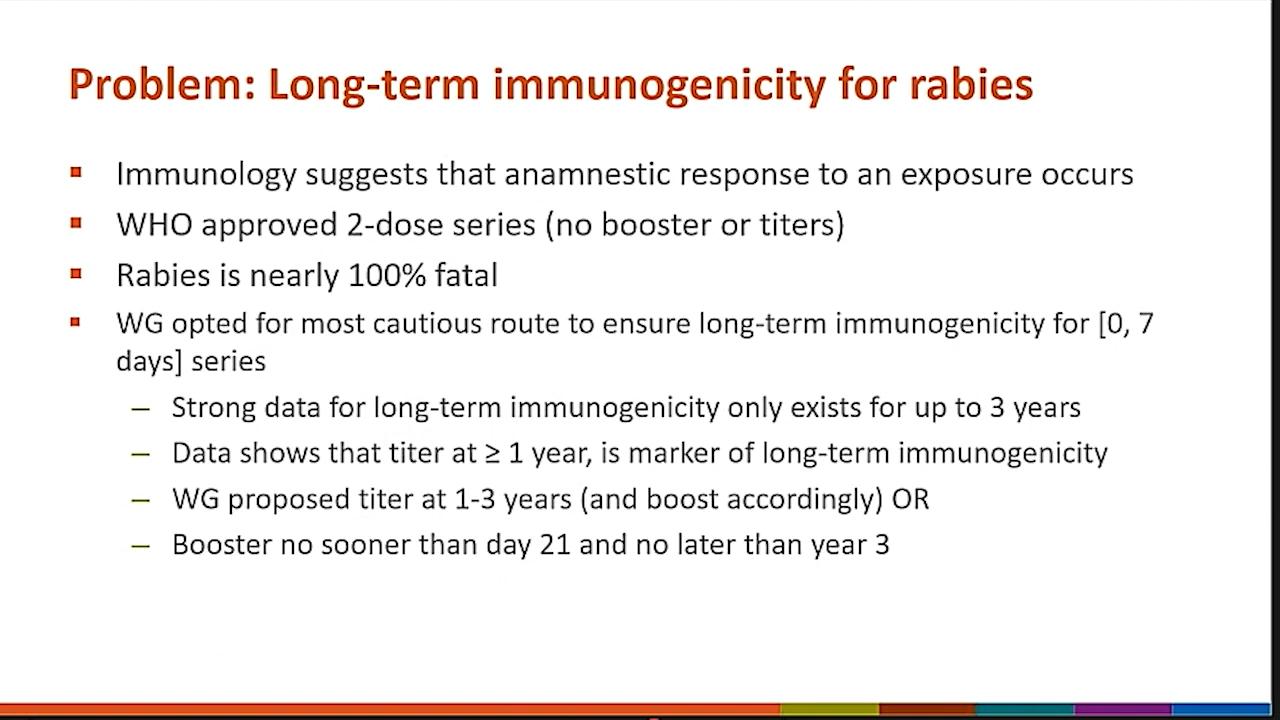 Problem: Long-term immunogenicity for rabies
▪ Immunology suggests that anamnestic response to an exposure occurs
▪ WHO approved 2-dose series (no booster or titers)
▪ Rabies is nearly 100% fatal
▪ WG opted for most cautious route to ensure long-term immunogenicity for [0, 7
days] series
– Strong data for long-term immunogenicity only exists for up to 3 years
– Data shows that titer at ≥ 1 year, is marker of long-term immunogenicity
– WG proposed titer at 1-3 years (and boost accordingly) OR
– Booster no sooner than day 21 and no later than year 3